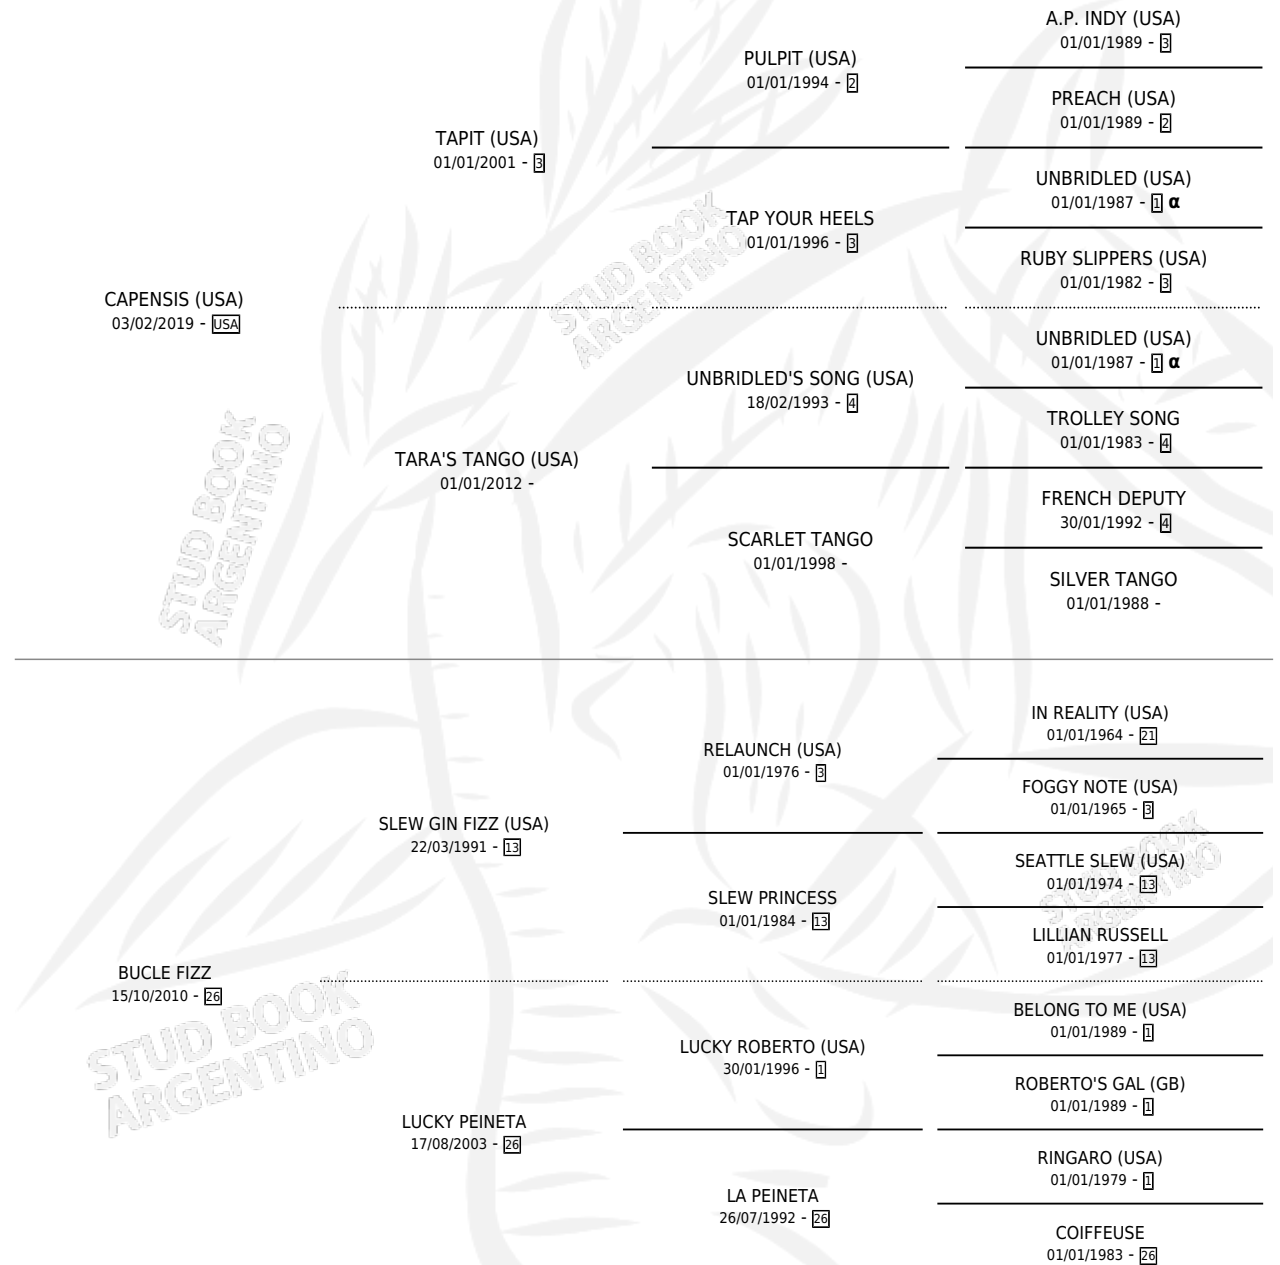 A.P. INDY (USA)
01/01/1989 - 3
PULPIT (USA)
01/01/1994 - 2
PREACH (USA)
01/01/1989 - 2
TAPIT (USA)
01/01/2001 - 3
UNBRIDLED (USA)
01/01/1987 - 1 α
TAP YOUR HEELS
01/01/1996 - 3
RUBY SLIPPERS (USA)
01/01/1982 - 3
CAPENSIS (USA)
03/02/2019 - USA
UNBRIDLED (USA)
01/01/1987 - 1 α
UNBRIDLED'S SONG (USA)
18/02/1993 - 4
TROLLEY SONG
01/01/1983 - 4
TARA'S TANGO (USA)
01/01/2012 -
FRENCH DEPUTY
30/01/1992 - 4
SCARLET TANGO
01/01/1998 -
SILVER TANGO
01/01/1988 -
IN REALITY (USA)
01/01/1964 - 21
RELAUNCH (USA)
01/01/1976 - 3
FOGGY NOTE (USA)
01/01/1965 - 3
SLEW GIN FIZZ (USA)
22/03/1991 - 13
SEATTLE SLEW (USA)
01/01/1974 - 13
SLEW PRINCESS
01/01/1984 - 13
LILLIAN RUSSELL
01/01/1977 - 13
BUCLE FIZZ
15/10/2010 - 26
BELONG TO ME (USA)
01/01/1989 - 1
LUCKY ROBERTO (USA)
30/01/1996 - 1
ROBERTO'S GAL (GB)
01/01/1989 - 1
LUCKY PEINETA
17/08/2003 - 26
RINGARO (USA)
01/01/1979 - 1
LA PEINETA
26/07/1992 - 26
COIFFEUSE
01/01/1983 - 26
STUD BOOK
ARGENTINO
STUD BOOK
ARGENTINO
STUD BOOK
ARGENTINO
STUD BOOK
ARGENTINO